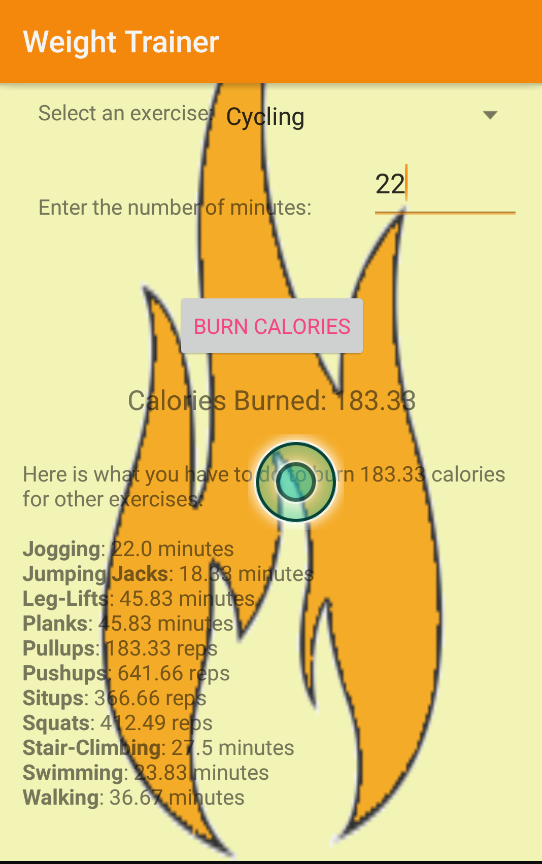 Weight Trainer
Select an exercise: Cycling
22
Enter the number of minutes:
BURN CALORIES
Calories Burned: 183.33
Here is what you have to do to burn 183.33 calories
for other exercises:
Jogging: 22.0 minutes
Jumping Jacks: 18.33 minutes
Leg-Lifts: 45.83 minutes
Planks: 45.83 minutes
Pullups: 183.33 reps
Pushups: 641.66 reps
Situps: 366.66 reps
Squats: 412.49 reps
Stair-Climbing: 27.5 minutes
Swimming: 23.83 minutes
Walking: 36.67 minutes